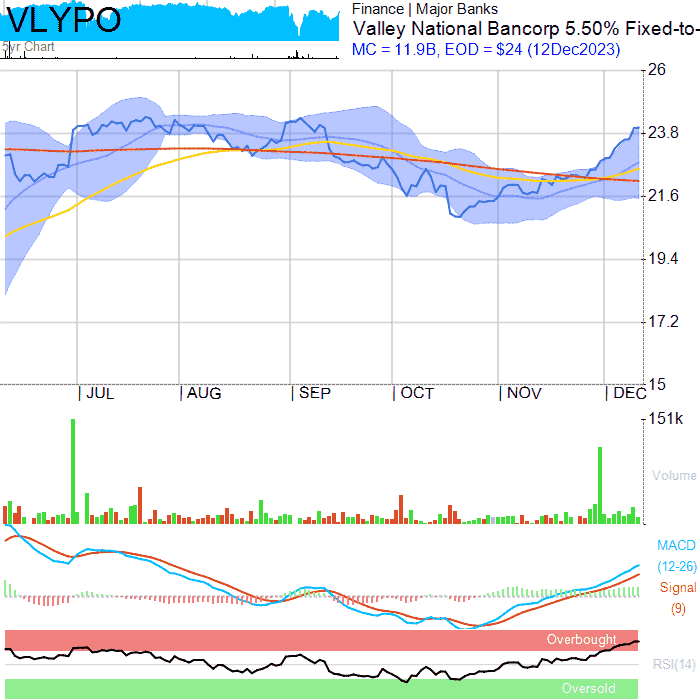 VLYPO
5yr Chart
Finance | Major Banks
Valley National Bancorp 5.50% Fixed-to-
MC = 11.9B, EOD = $24 (12Dec2023)
26
23.8
21.6
19.4
17.2
15
|JUL |AUG |SEP |OCT |NOV |DEC
151k
Volume
MACD
(12-26)
Signal
(9)
Overbought
RSI(14)
Oversold